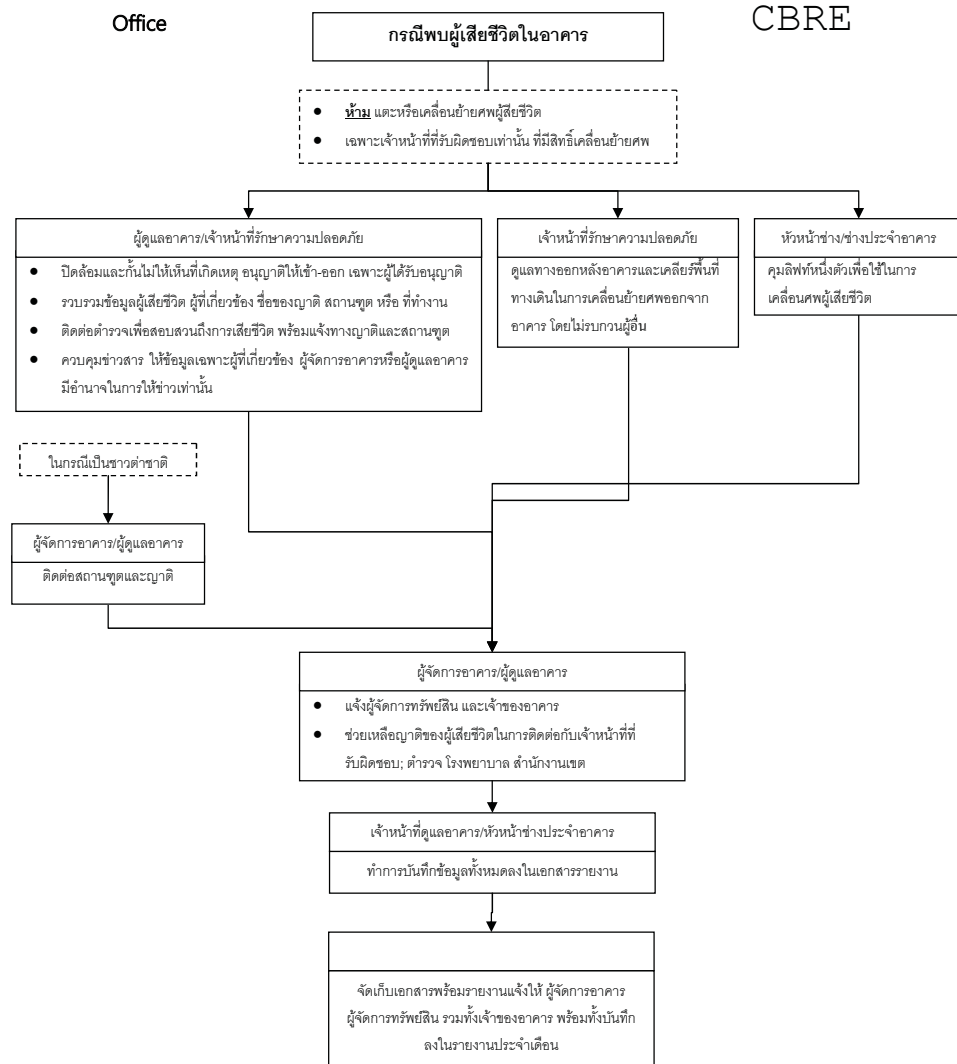 Office
CBRE
กรณีพบผู้เสียชีวิตในอาคาร
● ห้าม แตะหรือเคลื่อนย้ายศพผู้สียชีวิต
● เฉพาะเจ้าหน้าที่ที่รับผิดชอบเท่านั้น ที่มีสิทธิ์เคลื่อนย้ายศพ
ผู้ดูแลอาคาร/เจ้าหน้าที่รักษาความปลอดภัย
● ปิดล้อมและกั้นไม่ให้เห็นที่เกิดเหตุ อนุญาติให้เข้า-ออก เฉพาะผู้ได้รับอนุญาติ
● รวบรวมข้อมูลผู้เสียชีวิต ผู้ที่เกี่ยวข้อง ชื่อของญาติ สถานฑูต หรือ ที่ทำงาน
● ติดต่อตำรวจเพื่อสอบสวนถึงการเสียชีวิต พร้อมแจ้งทางญาติและสถานฑูต
● ควบคุมข่าวสาร ให้ข้อมูลเฉพาะผู้ที่เกี่ยวข้อง ผู้จัดการอาคารหรือผู้ดูแลอาคาร
มีอำนาจในการให้ข่าวเท่านั้น
เจ้าหน้าที่รักษาความปลอดภัย
ดูแลทางออกหลังอาคารและเคลียร์พื้นที่
ทางเดินในการเคลื่อนย้ายศพออกจาก
อาคาร โดยไม่รบกวนผู้อื่น
หัวหน้าช่าง/ช่างประจำอาคาร
คุมลิฟท์หนึ่งตัวเพื่อใช้ในการ
เคลื่อนศพผู้เสียชีวิต
ในกรณีเป็นชาวต่าชาติ
ผู้จัดการอาคาร/ผู้ดูแลอาคาร
ติดต่อสถานฑูตและญาติ
ผู้จัดการอาคาร/ผู้ดูแลอาคาร
● แจ้งผู้จัดการทรัพย์สิน และเจ้าของอาคาร
● ช่วยเหลือญาติของผู้เสียชีวิตในการติดต่อกับเจ้าหน้าที่ที่
รับผิดชอบ; ตำรวจ โรงพยาบาล สำนักงานเขต
เจ้าหน้าที่ดูแลอาคาร/หัวหน้าช่างประจำอาคาร
ทำการบันทึกข้อมูลทั้งหมดลงในเอกสารรายงาน
จัดเก็บเอกสารพร้อมรายงานแจ้งให้ ผู้จัดการอาคาร
ผู้จัดการทรัพย์สิน รวมทั้งเจ้าของอาคาร พร้อมทั้งบันทึก
ลงในรายงานประจำเดือน